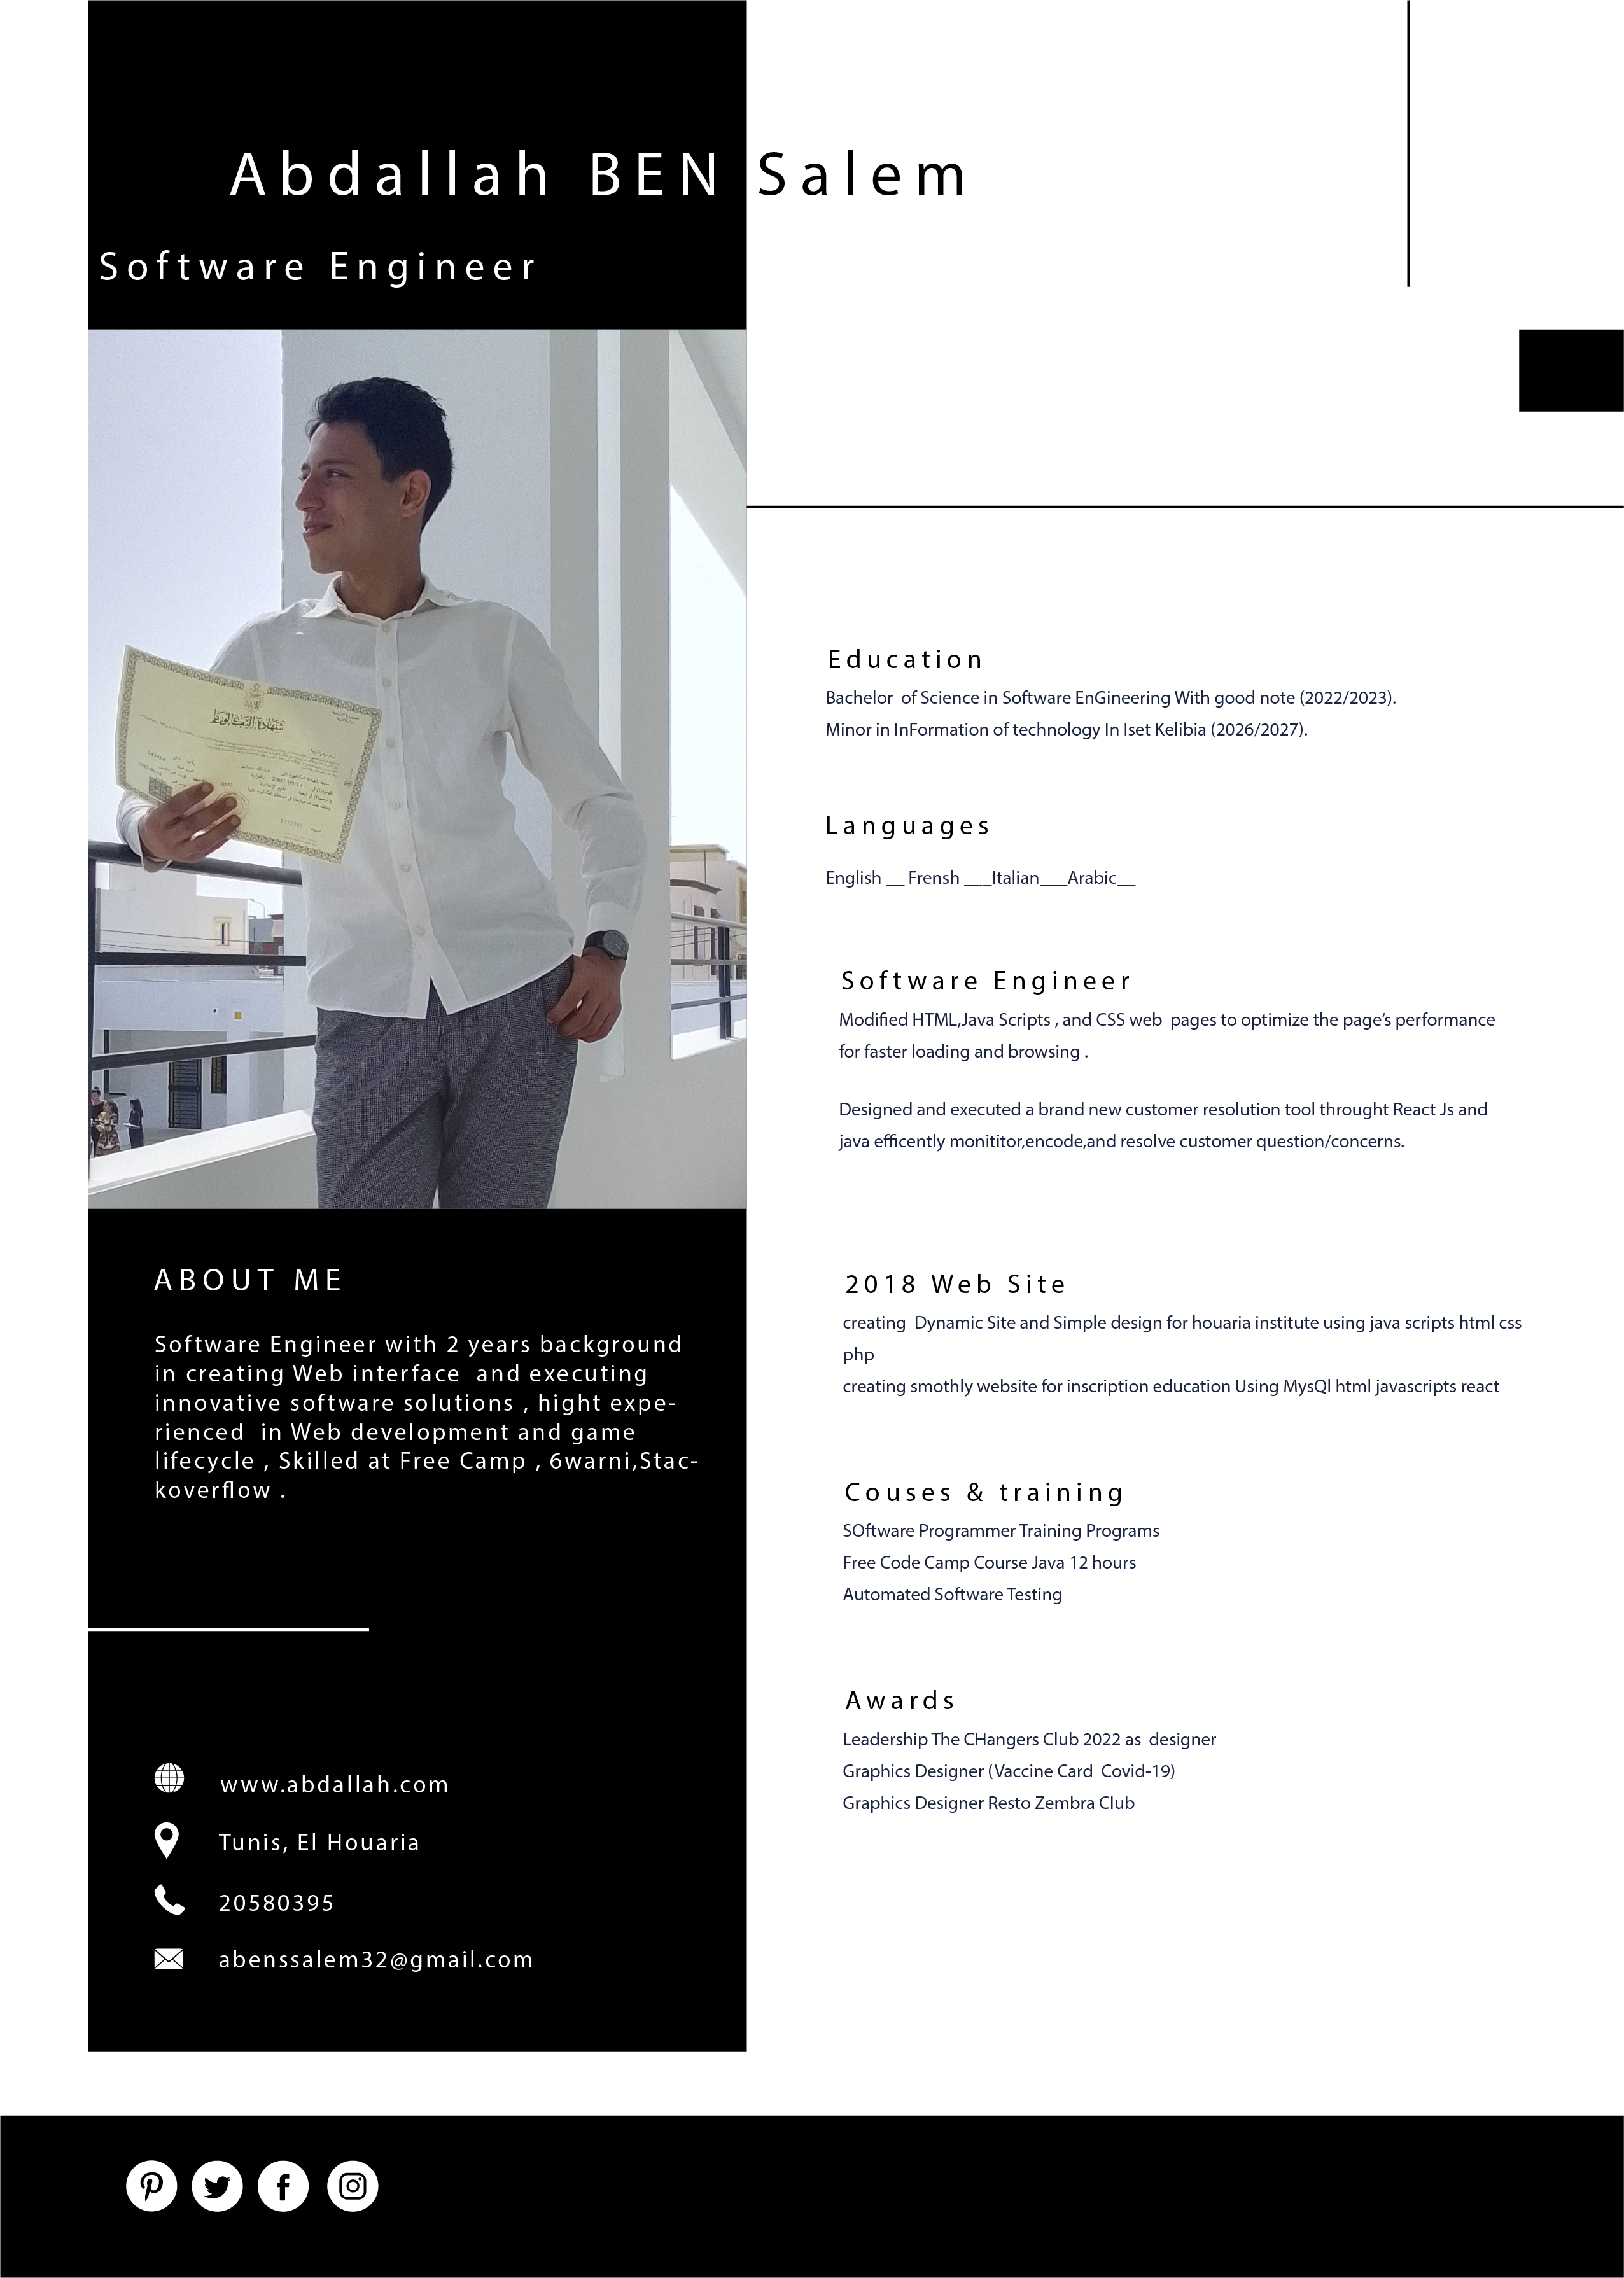 Abdallah BEN Salem
Software Engineer
شهادة البكالوريا
ABOUT ME
Software Engineer with 2 years background
in creating Web interface and executing
innovative software solutions , hight expe-
rienced in Web development and game
lifecycle , Skilled at Free Camp , 6warni,Stac-
koverflow .
www.abdallah.com
Tunis, El Houaria
20580395
abenssalem32@gmail.com
Education
Bachelor of Science in Software EnGineering With good note (2022/2023).
Minor in InFormation of technology In Iset Kelibia (2026/2027).
Languages
English __ Frensh ___Italian___Arabic__
Software Engineer
Modified HTML,Java Scripts , and CSS web pages to optimize the page’s performance
for faster loading and browsing .
Designed and executed a brand new customer resolution tool throught React Js and
java efficently monititor,encode,and resolve customer question/concerns.
2018 Web Site
creating Dynamic Site and Simple design for houaria institute using java scripts html css
php
creating smothly website for inscription education Using MysQl html javascripts react
Couses & training
SOftware Programmer Training Programs
Free Code Camp Course Java 12 hours
Automated Software Testing
Awards
Leadership The CHangers Club 2022 as designer
Graphics Designer (Vaccine Card Covid-19)
Graphics Designer Resto Zembra Club